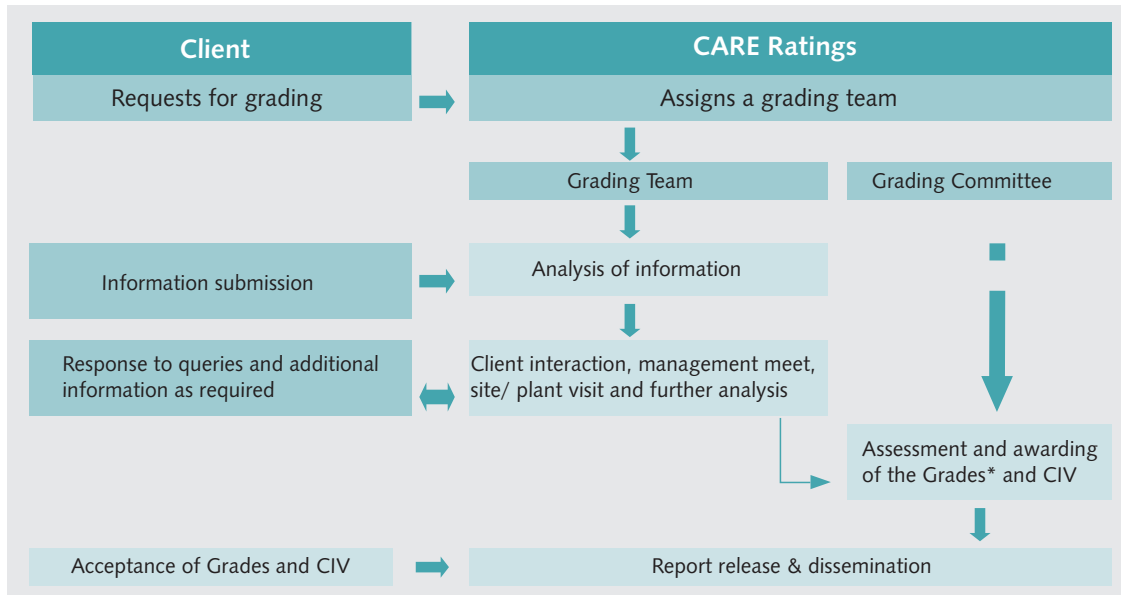 Client
CARE Ratings
Requests for grading
Assigns a grading team
Grading Team
Grading Committee
Information submission
Analysis of information
Response to queries and additional
information as required
Client interaction, management meet,
site/ plant visit and further analysis
Assessment and awarding
of the Grades* and CIV
Acceptance of Grades and CIV
Report release & dissemination